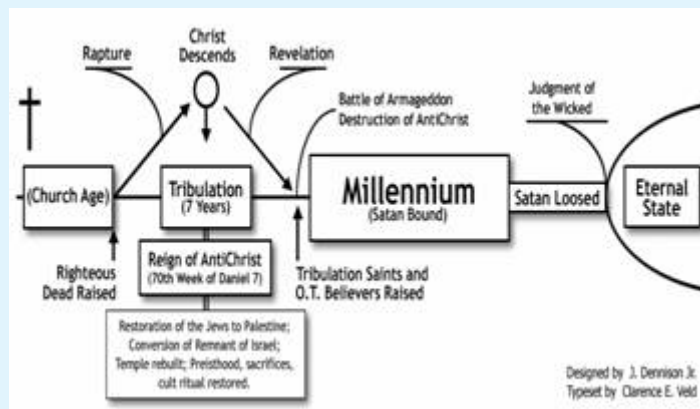 Christ
Descends
Rapture
Revelation
Battle of Armageddon
Destruction of AntiChrist
Judgment of
the Wicked
(Church Age)
Tribulation
(7 Years)
Millennium
(Satan Bound)
Satan Loosed
Eternal
State
Righteous
Dead Raised
Reign of AntiChrist
(70th Week of Daniel 7)
Tribulation Saints and
O.T. Believers Raised
Restoration of the Jews to Palestine;
Conversion of Remnant of Israel;
Temple rebuilt; Preisthood, sacrifices,
cult ritual restored.
Designed by J. Dennison Jr.
Typeset by Clarence E. Veld